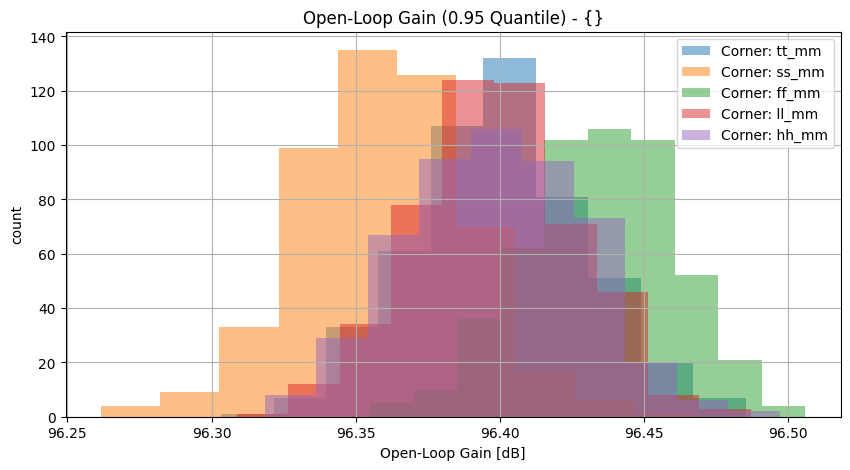 Open-Loop Gain (0.95 Quantile) - {}
140
120
100
80
60
40
20
0
count
Corner: tt_mm
Corner: ss_mm
Corner: ff_mm
Corner: ll_mm
Corner: hh_mm
96.25 96.30 96.35 96.40 96.45 96.50
Open-Loop Gain [dB]